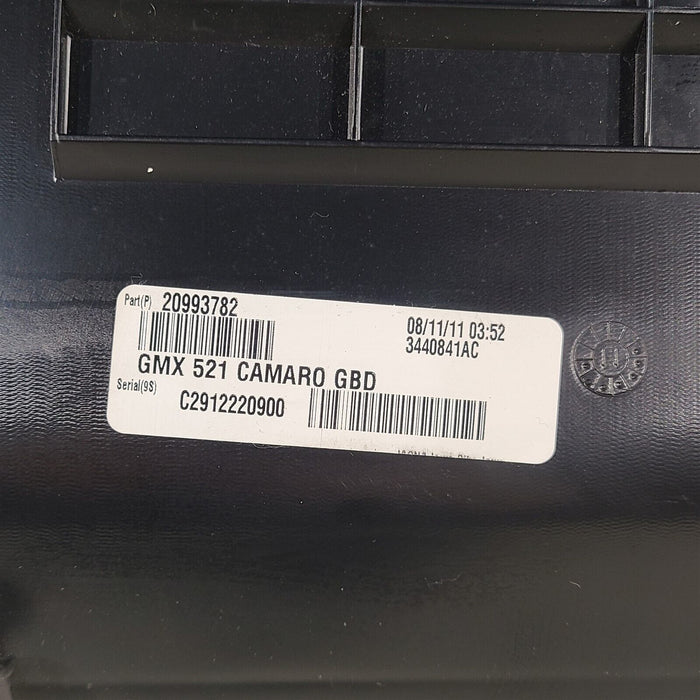 Part(P) 20993782
08/11/11 03:52
3440841AC
GMX 521 CAMARO GBD
Serial(9S)
C2912220900